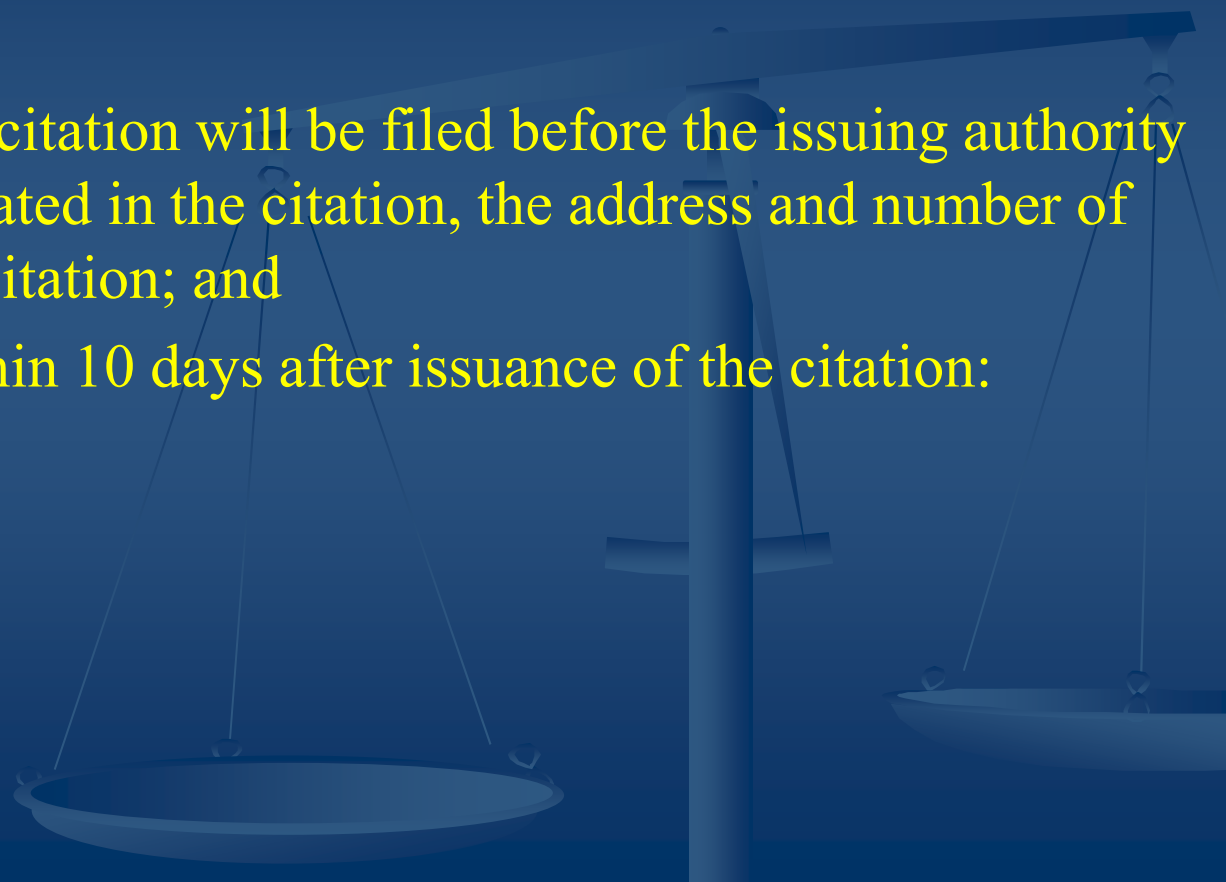 citation will be filed before the issuing authority
ated in the citation, the address and number of
itation; and
in 10 days after issuance of the citation: